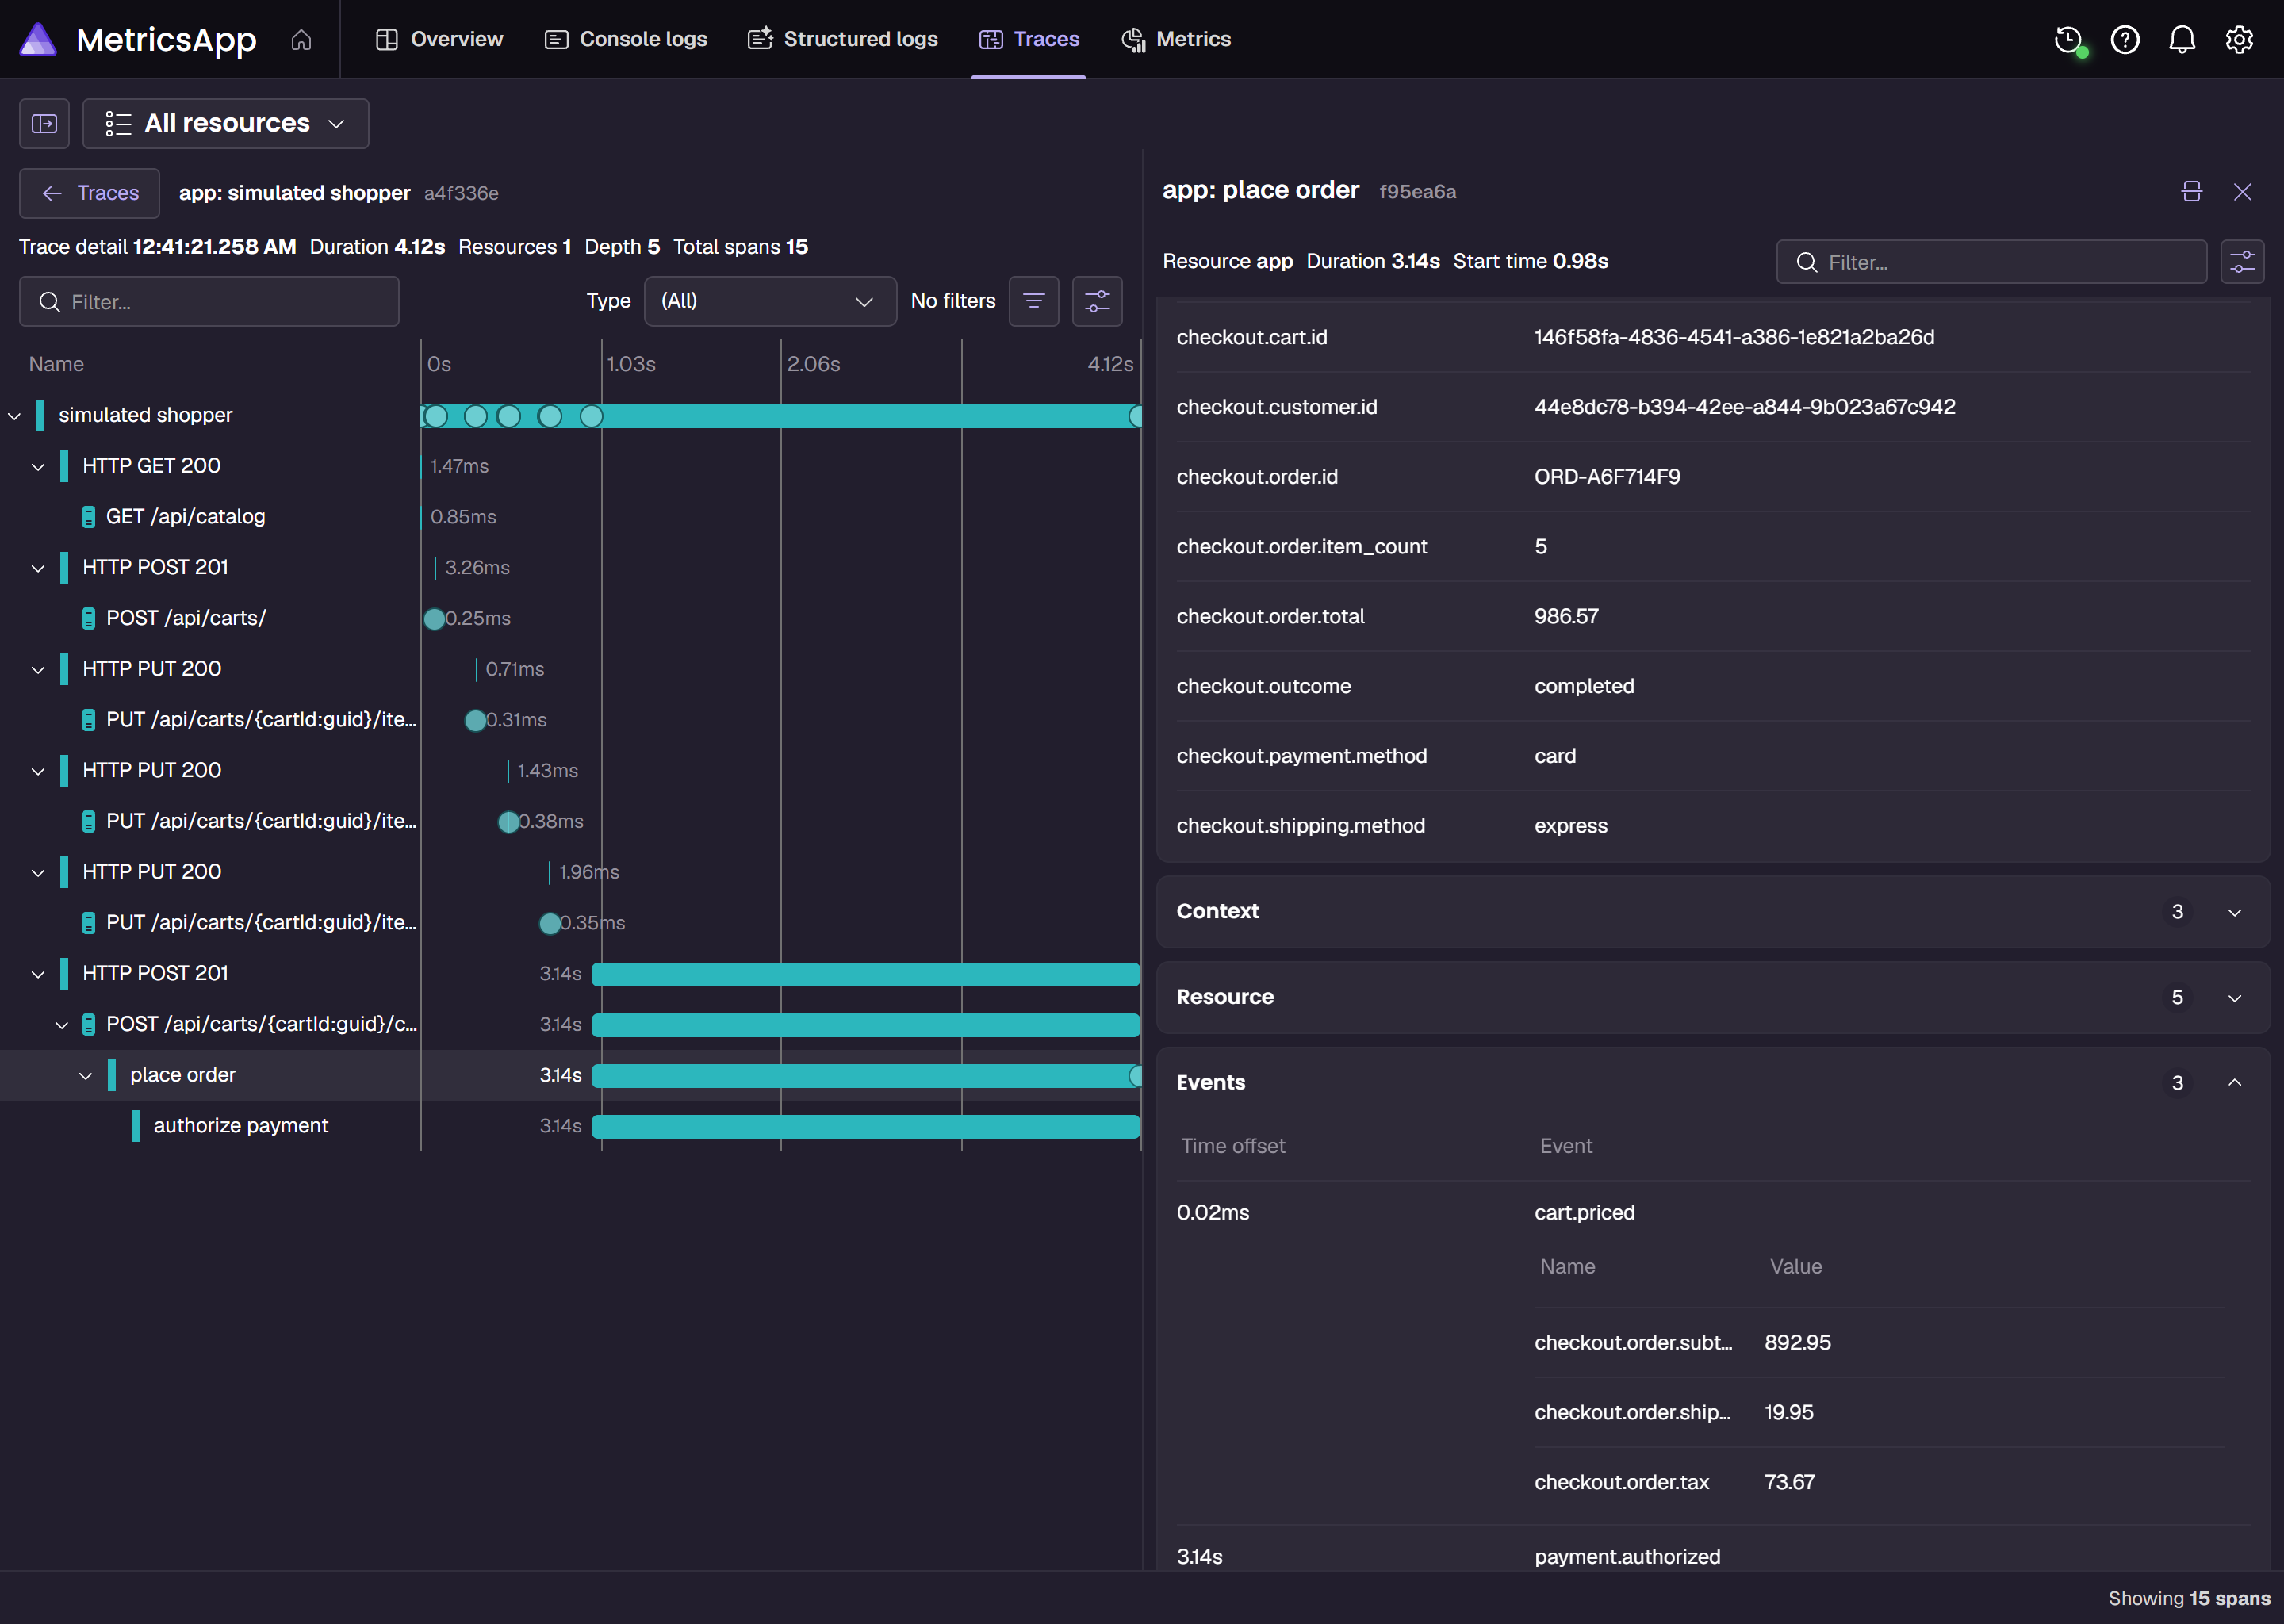 MetricsApp
Overview
Console logs
Structured logs
Traces
Metrics
All resources
Traces
app: simulated shopper a4f336e
Trace detail 12:41:21.258 AM Duration 4.12s Resources 1 Depth 5 Total spans 15
Filter...
Type
(All)
No filters
Name
0s
1.03s
2.06s
4.12s
simulated shopper
HTTP GET 200
1.47ms
GET /api/catalog
0.85ms
HTTP POST 201
3.26ms
POST /api/carts/
0.25ms
HTTP PUT 200
0.71ms
PUT /api/carts/{cartId:guid}/ite...
0.31ms
HTTP PUT 200
1.43ms
PUT /api/carts/{cartId:guid}/ite...
0.38ms
HTTP PUT 200
1.96ms
PUT /api/carts/{cartId:guid}/ite...
0.35ms
HTTP POST 201
3.14s
POST /api/carts/{cartId:guid}/c...
3.14s
place order
3.14s
authorize payment
3.14s
app: place order f95ea6a
Resource app Duration 3.14s Start time 0.98s
Filter...
checkout.cart.id
146f58fa-4836-4541-a386-1e821a2ba26d
checkout.customer.id
44e8dc78-b394-42ee-a844-9b023a67c942
checkout.order.id
ORD-A6F714F9
checkout.order.item_count
5
checkout.order.total
986.57
checkout.outcome
completed
checkout.payment.method
card
checkout.shipping.method
express
Context
3
Resource
5
Events
3
Time offset
Event
0.02ms
cart.priced
Name
Value
checkout.order.subt...
892.95
checkout.order.ship...
19.95
checkout.order.tax
73.67
3.14s
payment.authorized
Showing 15 spans